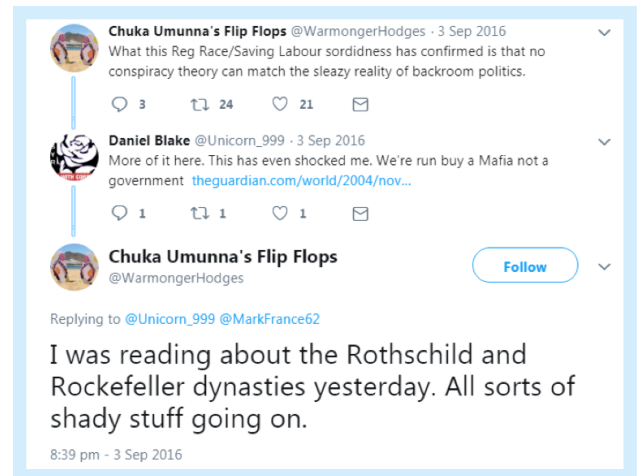 Chuka Umunna's Flip Flops @WarmongerHodges · 3 Sep 2016
What this Reg Race/Saving Labour sordidness has confirmed is that no
conspiracy theory can match the sleazy reality of backroom politics.
3 24 21
Daniel Blake @Unicorn_999 · 3 Sep 2016
More of it here. This has even shocked me. We're run buy a Mafia not a
government theguardian.com/world/2004/nov...
1 1 1
Chuka Umunna's Flip Flops
@WarmongerHodges
Follow
Replying to @Unicorn_999 @MarkFrance62
I was reading about the Rothschild and
Rockefeller dynasties yesterday. All sorts of
shady stuff going on.
8:39 pm - 3 Sep 2016